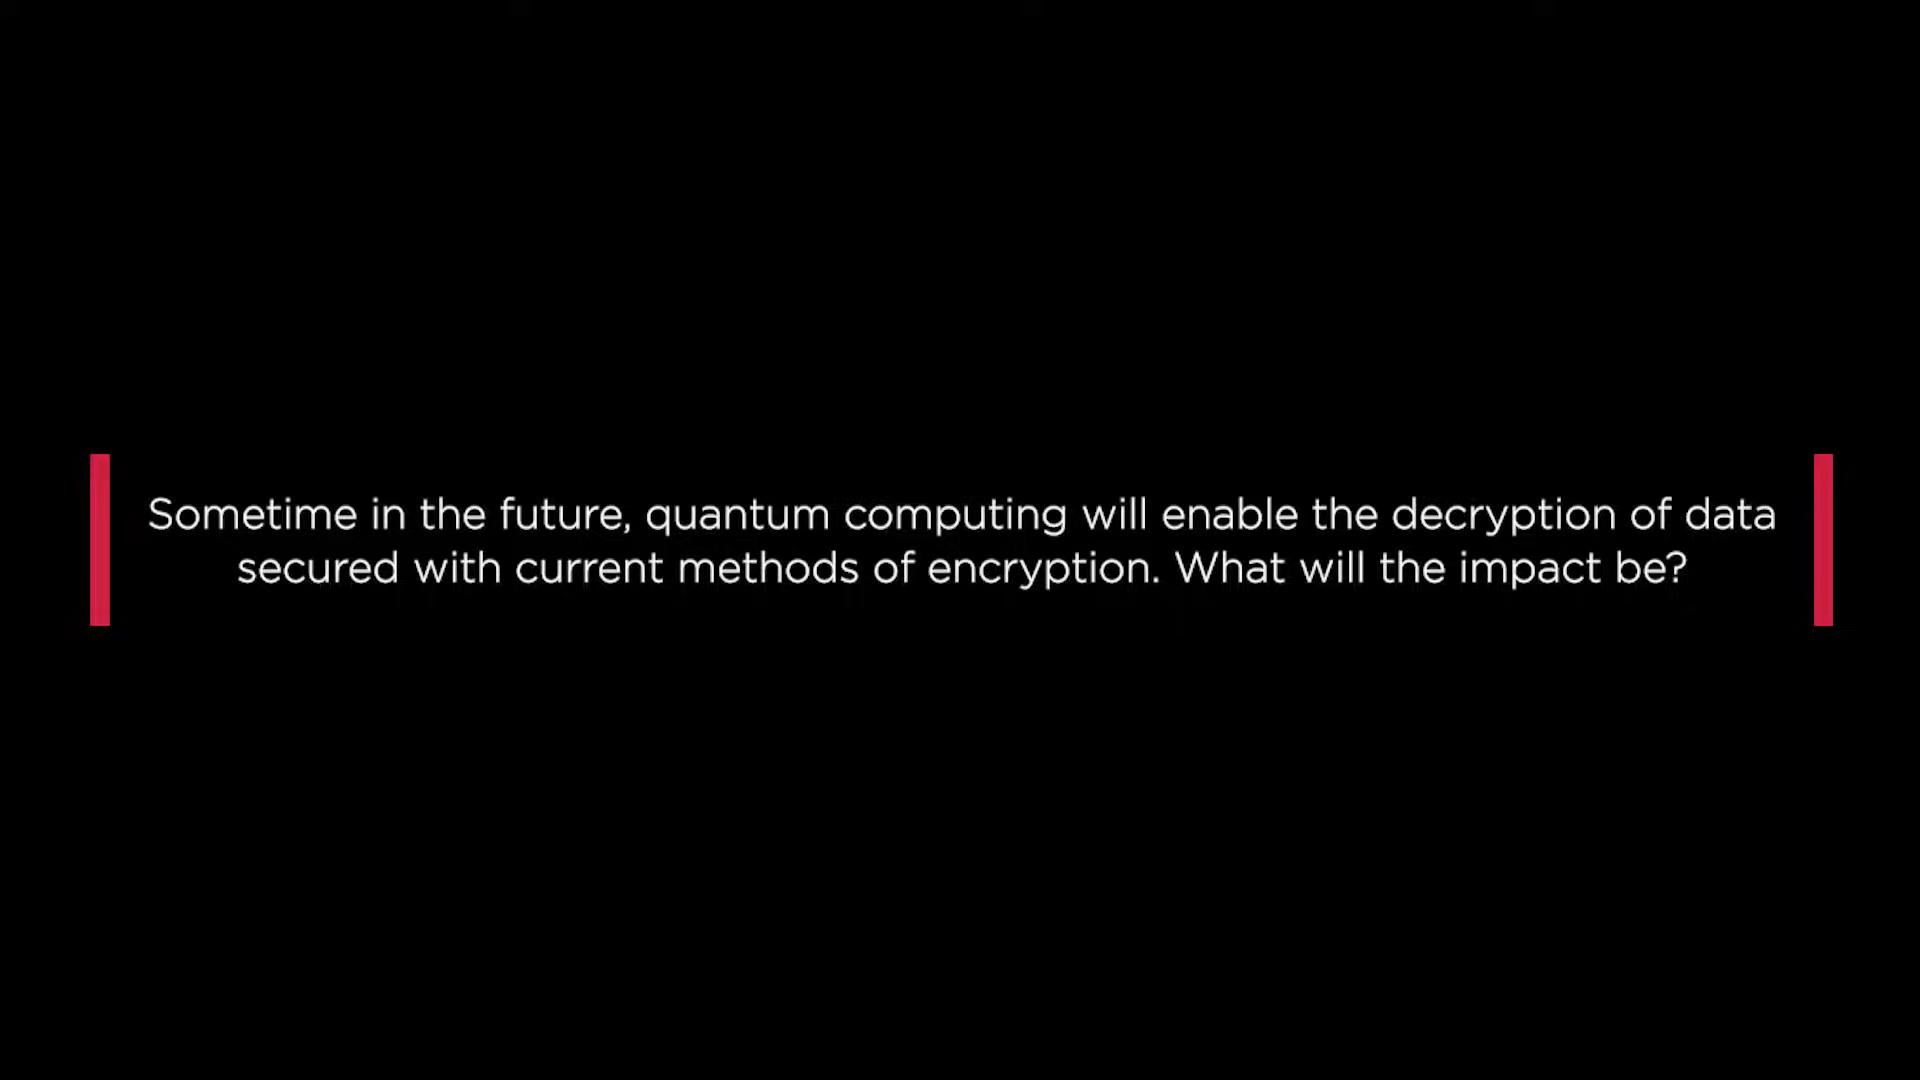 Sometime in the future, quantum computing will enable the decryption of data
secured with current methods of encryption. What will the impact be?